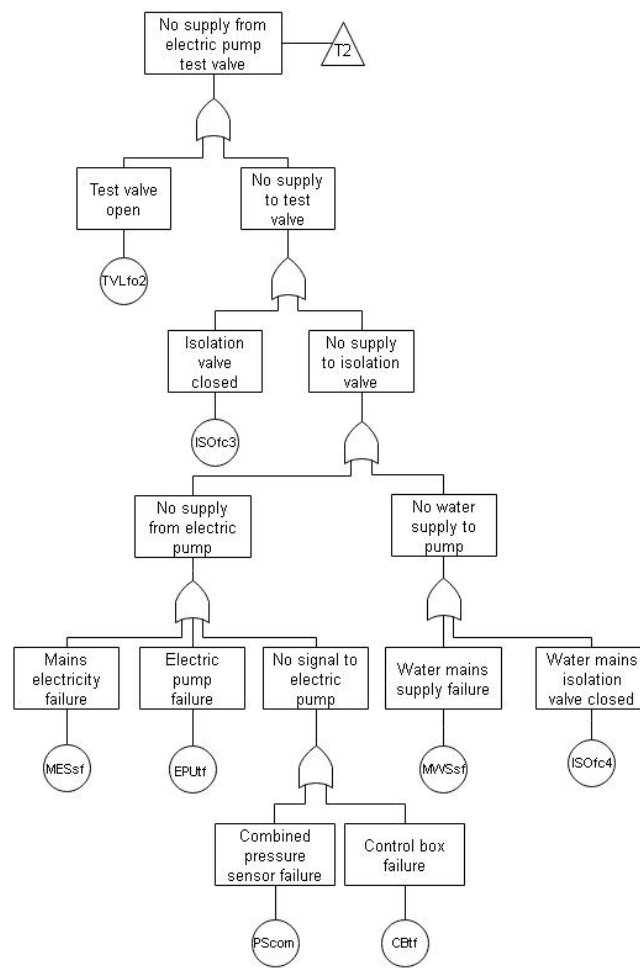 No supply from
electric pump
test valve
T2
Test valve
open
No supply
to test
valve
TVLfo2
Isolation
valve
closed
No supply
to isolation
valve
ISOfc3
No supply
from electric
pump
No water
supply to
pump
Mains
electricity
failure
Electric
pump
failure
No signal to
electric
pump
Water mains
supply failure
Water mains
isolation
valve closed
MESsf
EPUtf
MWSsf
ISOfc4
Combined
pressure
sensor failure
Control box
failure
PScom
CBtf